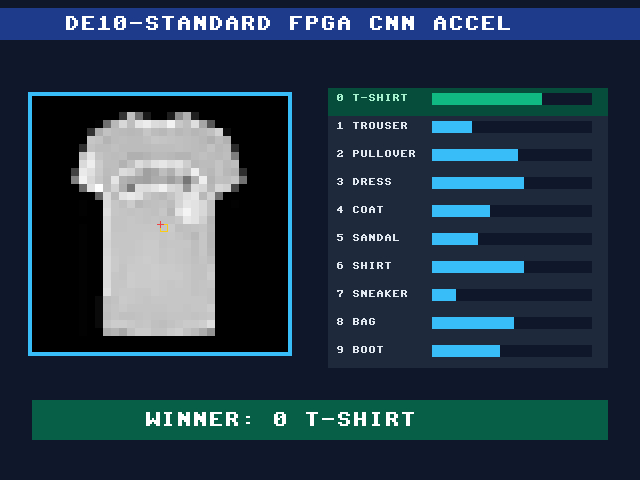 DE10-STANDARD FPGA CNN ACCEL
0 T-SHIRT
1 TROUSER
2 PULLOVER
3 DRESS
4 COAT
5 SANDAL
6 SHIRT
7 SNEAKER
8 BAG
9 BOOT
WINNER: 0 T-SHIRT